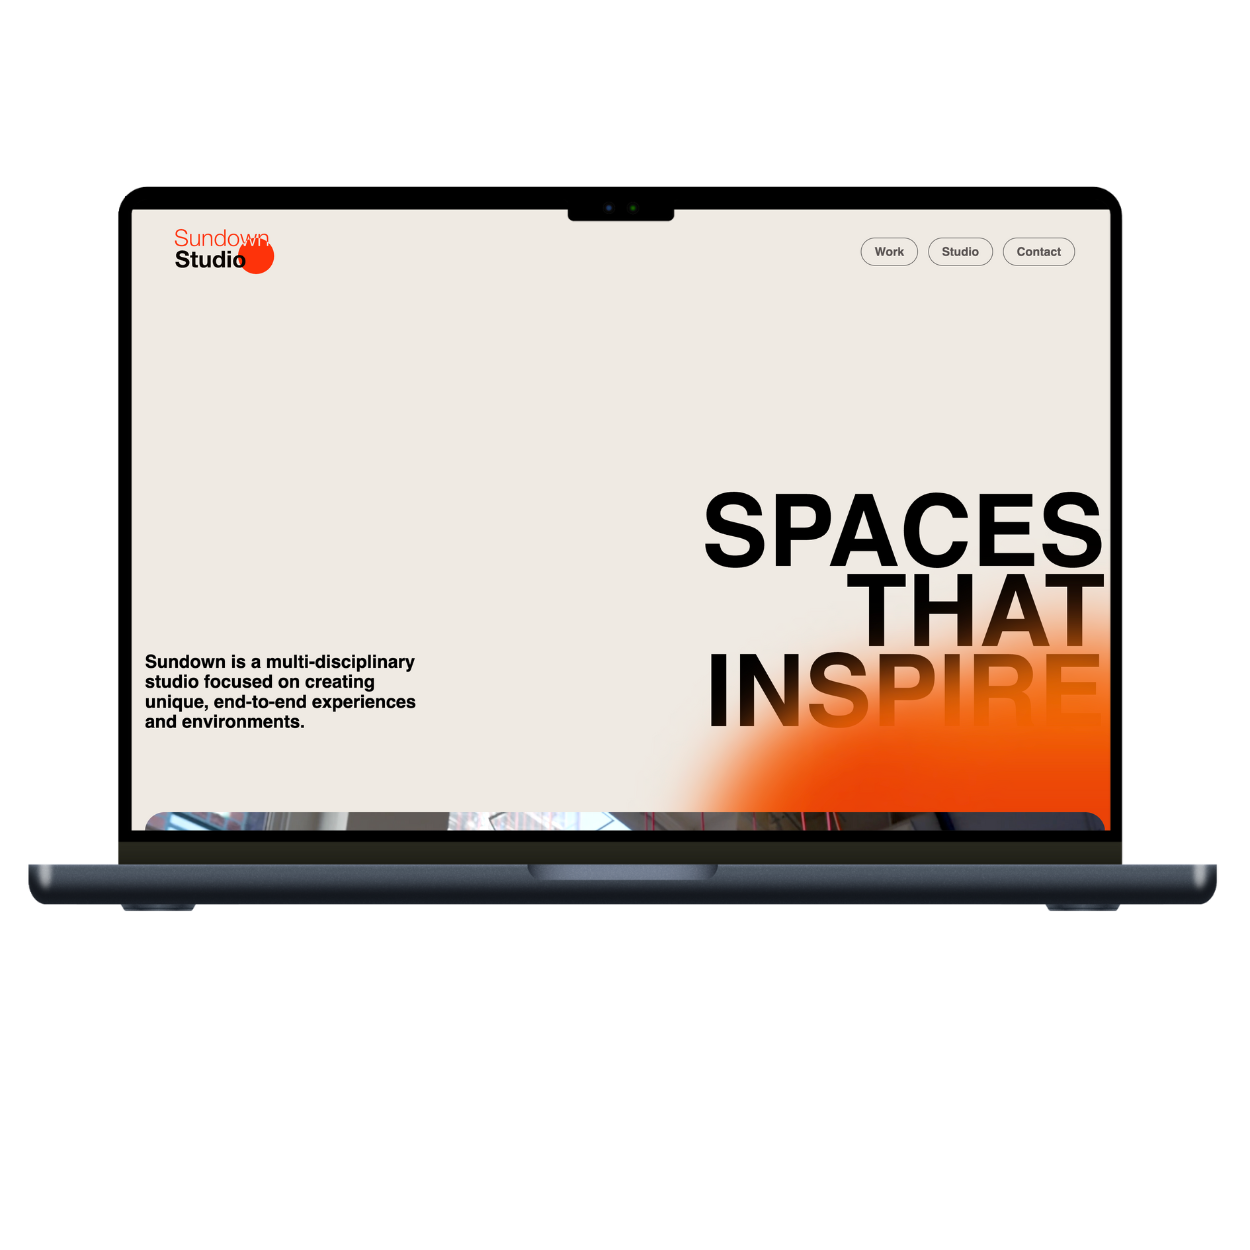 Sundown
Studio
Work
Studio
Contact
SPACES
THAT
INSPIRE
Sundown is a multi-disciplinary
studio focused on creating
unique, end-to-end experiences
and environments.